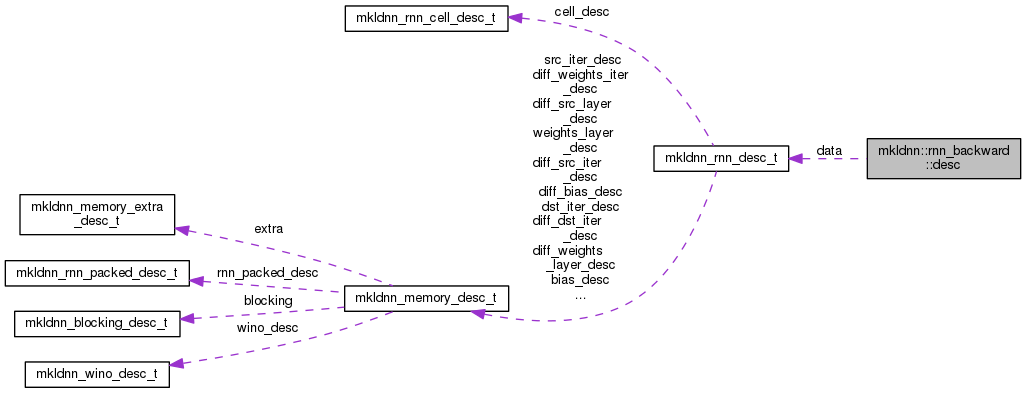 mkldnn_rnn_cell_desc_t
cell_desc
src_iter_desc
diff_weights_iter
_desc
diff_src_layer
_desc
weights_layer
_desc
diff_src_iter
_desc
diff_bias_desc
dst_iter_desc
diff_dst_iter
_desc
diff_weights
_layer_desc
bias_desc
...
mkldnn_rnn_desc_t
data
mkldnn::rnn_backward
::desc
mkldnn_memory_extra
_desc_t
extra
mkldnn_rnn_packed_desc_t
rnn_packed_desc
mkldnn_memory_desc_t
blocking
mkldnn_blocking_desc_t
wino_desc
mkldnn_wino_desc_t